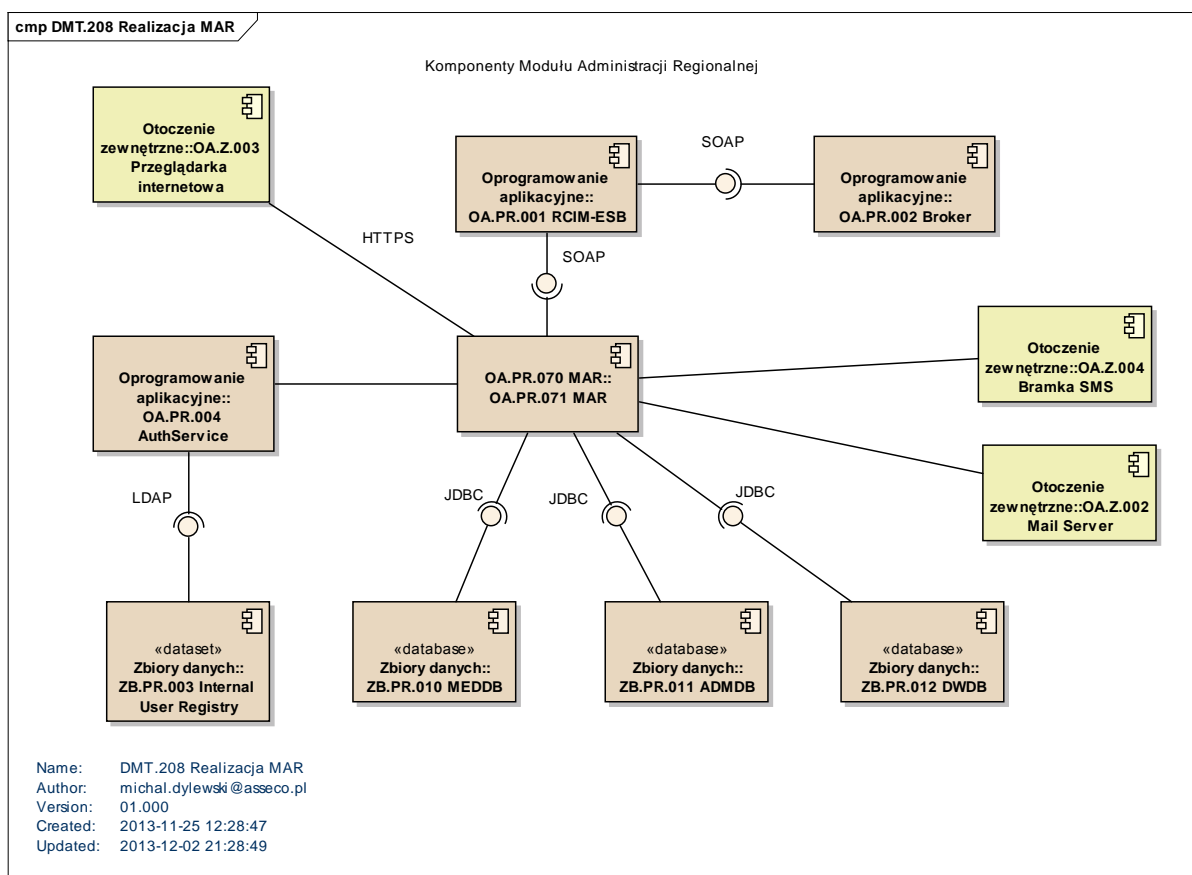 cmp DMT.208 Realizacja MAR
Komponenty Modułu Administracji Regionalnej
Otoczenie
zewnętrzne::OA.Z.003
Przeglądarka
internetowa
Oprogramowanie
aplikacyjne::
OA.PR.001 RCIM-ESB
SOAP
Oprogramowanie
aplikacyjne::
OA.PR.002 Broker
HTTPS
SOAP
Oprogramowanie
aplikacyjne::
OA.PR.004
AuthService
OA.PR.070 MAR::
OA.PR.071 MAR
Otoczenie
zewnętrzne::OA.Z.004
Bramka SMS
Otoczenie
zewnętrzne::OA.Z.002
Mail Server
LDAP
JDBC
JDBC
JDBC
«dataset»
Zbiory danych::
ZB.PR.003 Internal
User Registry
«database»
Zbiory danych::
ZB.PR.010 MEDDB
«database»
Zbiory danych::
ZB.PR.011 ADMDB
«database»
Zbiory danych::
ZB.PR.012 DWDB
Name: DMT.208 Realizacja MAR
Author: michal.dylewski@asseco.pl
Version: 01.000
Created: 2013-11-25 12:28:47
Updated: 2013-12-02 21:28:49